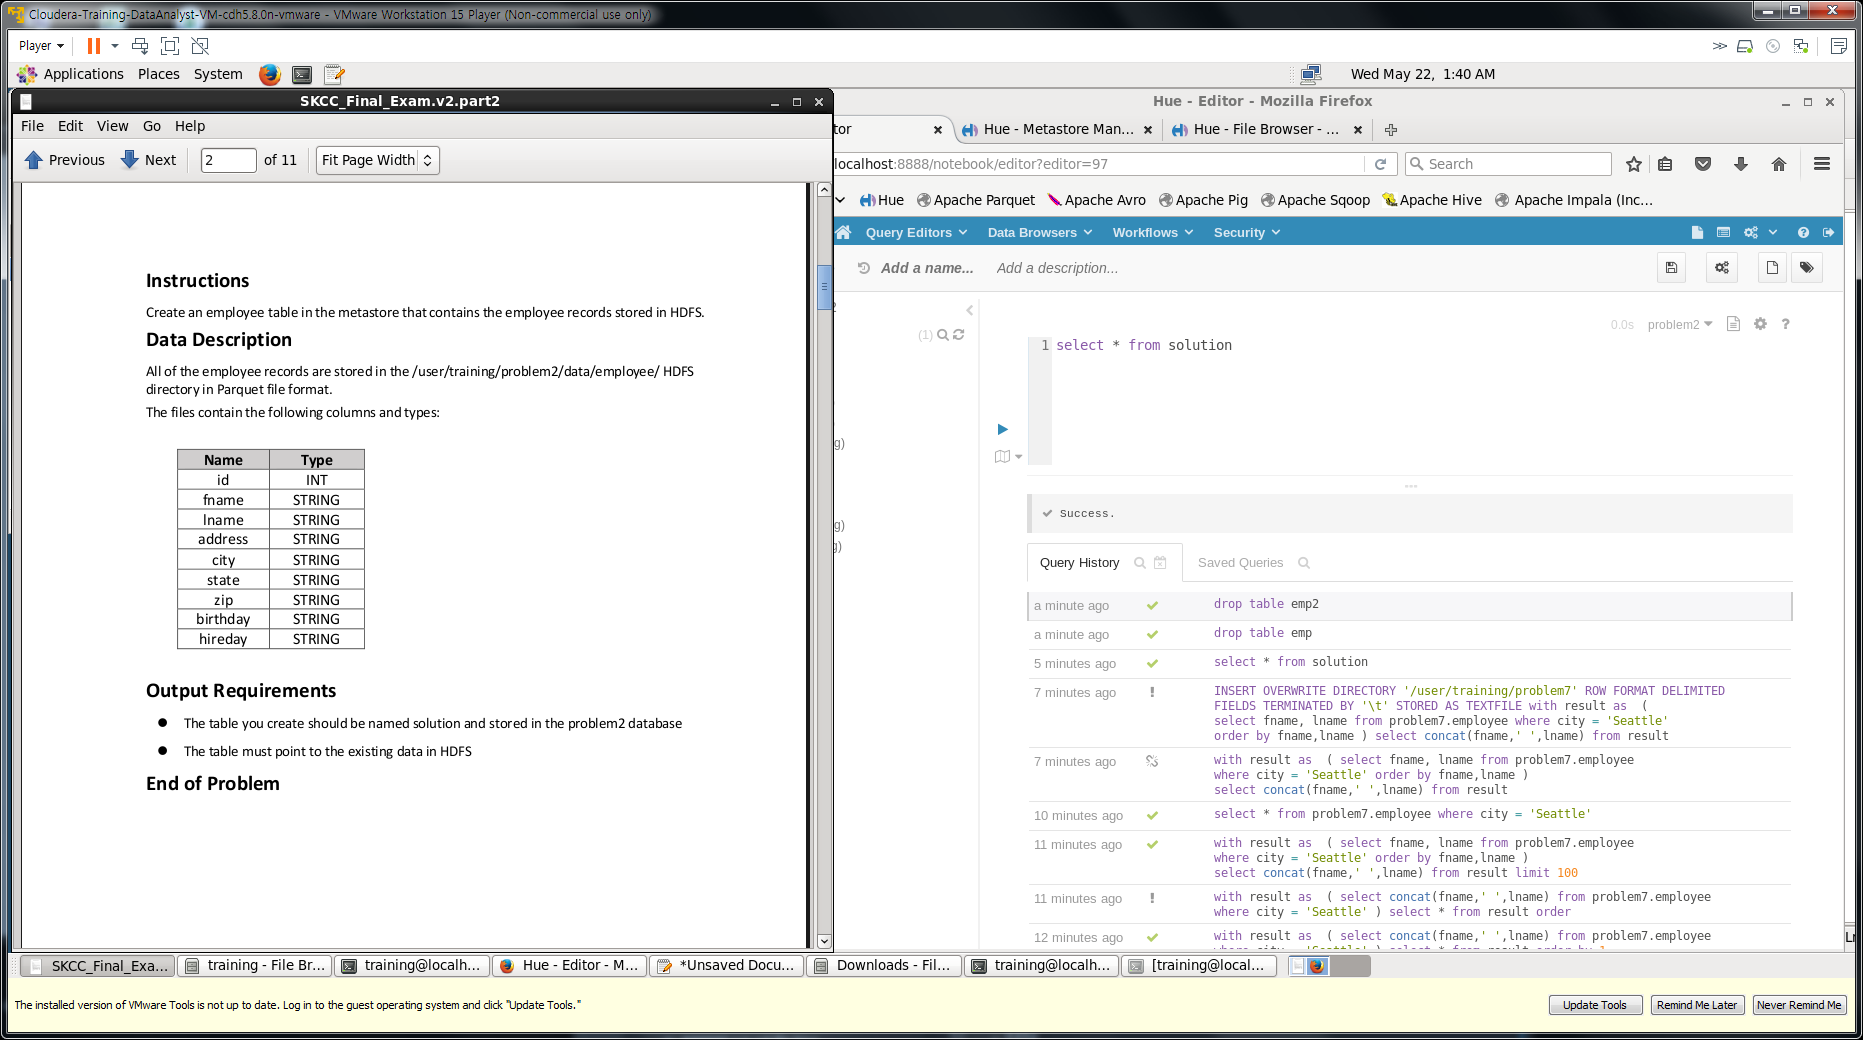 Cloudera-Training-DataAnalyst-VM-cdh5.8.0n-vmware - VMware Workstation 15 Player (Non-commercial use only)
Player
Applications Places System
Wed May 22, 1:40 AM
SKCC_Final_Exam.v2.part2
File Edit View Go Help
Previous Next 2 of 11 Fit Page Width
Instructions
Create an employee table in the metastore that contains the employee records stored in HDFS.
Data Description
All of the employee records are stored in the /user/training/problem2/data/employee/ HDFS
directory in Parquet file format.
The files contain the following columns and types:
Name Type
id INT
fname STRING
lname STRING
address STRING
city STRING
state STRING
zip STRING
birthday STRING
hireday STRING
Output Requirements
● The table you create should be named solution and stored in the problem2 database
● The table must point to the existing data in HDFS
End of Problem
Hue - Editor - Mozilla Firefox
tor Hue - Metastore Man... Hue - File Browser - ...
localhost:8888/notebook/editor?editor=97 Search
Hue Apache Parquet Apache Avro Apache Pig Apache Sqoop Apache Hive Apache Impala (Inc...
Query Editors Data Browsers Workflows Security
Add a name... Add a description...
(1)
g)
g)
)
0.0s problem2 ?
1 select * from solution
Success.
Query History Saved Queries
a minute ago drop table emp2
a minute ago drop table emp
5 minutes ago select * from solution
7 minutes ago ! INSERT OVERWRITE DIRECTORY '/user/training/problem7' ROW FORMAT DELIMITED
FIELDS TERMINATED BY '\t' STORED AS TEXTFILE with result as (
select fname, lname from problem7.employee where city = 'Seattle'
order by fname,lname ) select concat(fname,' ',lname) from result
7 minutes ago with result as ( select fname, lname from problem7.employee
where city = 'Seattle' order by fname,lname )
select concat(fname,' ',lname) from result
10 minutes ago select * from problem7.employee where city = 'Seattle'
11 minutes ago with result as ( select fname, lname from problem7.employee
where city = 'Seattle' order by fname,lname )
select concat(fname,' ',lname) from result limit 100
11 minutes ago ! with result as ( select concat(fname,' ',lname) from problem7.employee
where city = 'Seattle' ) select * from result order
12 minutes ago with result as ( select concat(fname,' ',lname) from problem7.employee
SKCC_Final_Exa... training - File Br... training@localh... Hue - Editor - M... *Unsaved Docu... Downloads - Fil... training@localh... [training@local...
The installed version of VMware Tools is not up to date. Log in to the guest operating system and click "Update Tools."
Update Tools Remind Me Later Never Remind Me